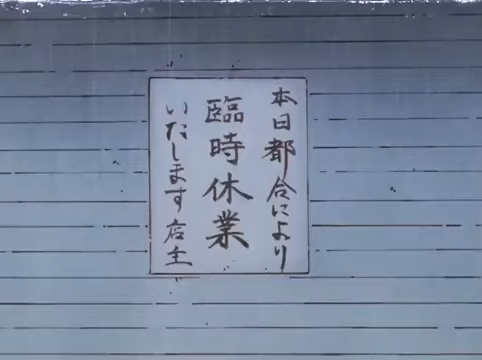 本日都合により
臨時休業
いたします店主